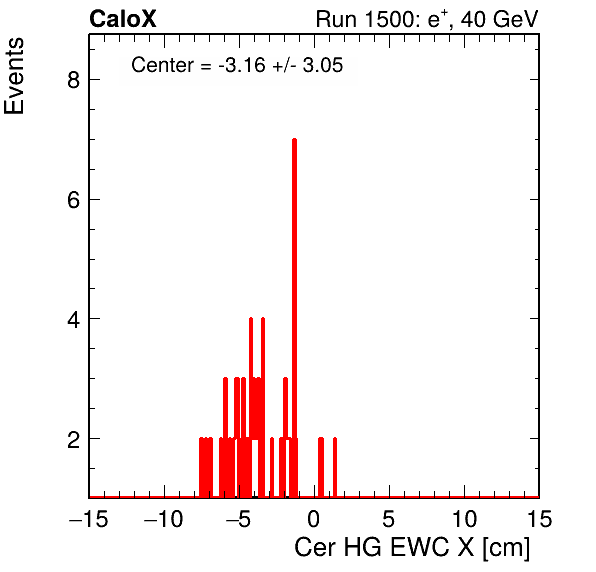 CaloX Run 1500: e⁺, 40 GeV
Center = -3.16 +/- 3.05
Events
8
6
4
2
−15 −10 −5 0 5 10 15
Cer HG EWC X [cm]